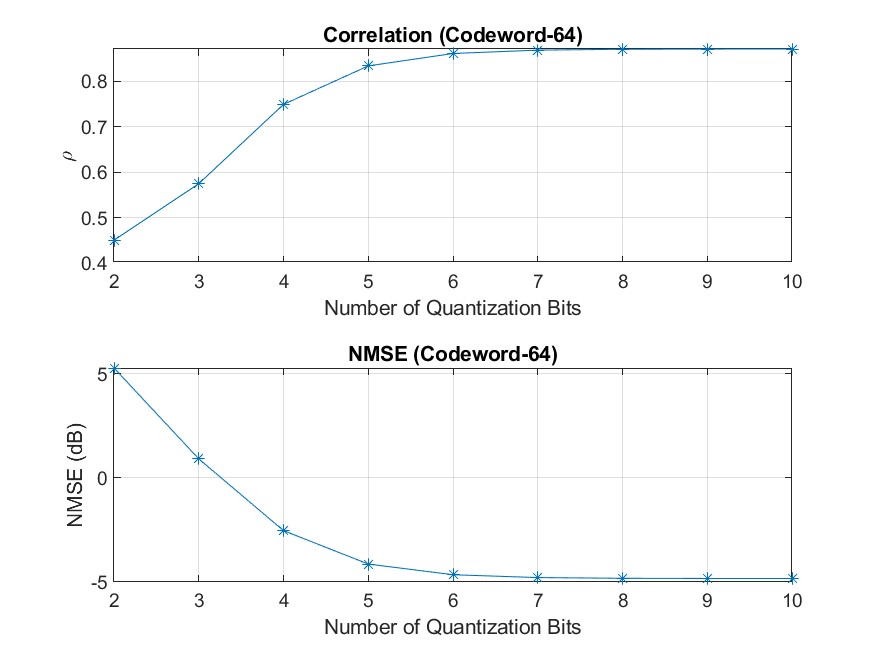 Correlation (Codeword-64)
0.8
0.7
0.6
0.5
0.4
ρ
2 3 4 5 6 7 8 9 10
Number of Quantization Bits
NMSE (Codeword-64)
5
0
-5
NMSE (dB)
2 3 4 5 6 7 8 9 10
Number of Quantization Bits